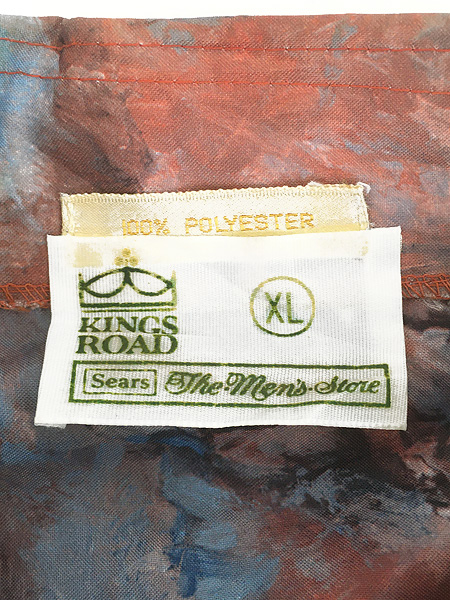 100% POLYESTER
KINGS
ROAD
XL
Sears The Men's Store